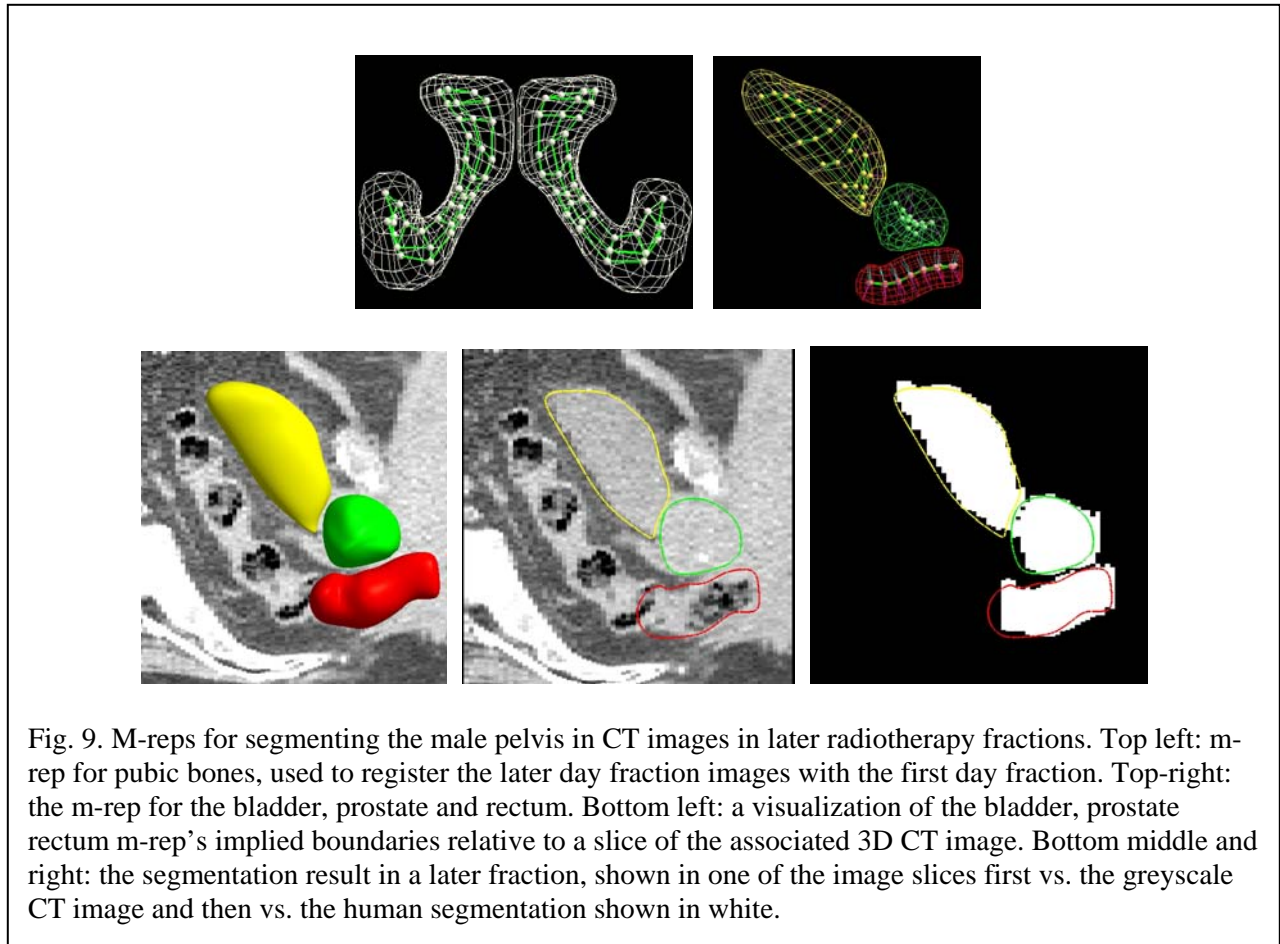 Fig. 9. M-reps for segmenting the male pelvis in CT images in later radiotherapy fractions. Top left: m-
rep for pubic bones, used to register the later day fraction images with the first day fraction. Top-right:
the m-rep for the bladder, prostate and rectum. Bottom left: a visualization of the bladder, prostate
rectum m-rep’s implied boundaries relative to a slice of the associated 3D CT image. Bottom middle and
right: the segmentation result in a later fraction, shown in one of the image slices first vs. the greyscale
CT image and then vs. the human segmentation shown in white.